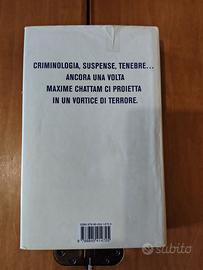 CRIMINOLOGIA, SUSPENSE, TENEBRE...
ANCORA UNA VOLTA
MAXIME CHATTAM CI PROIETTA
IN UN VORTICE DI TERRORE.
subito